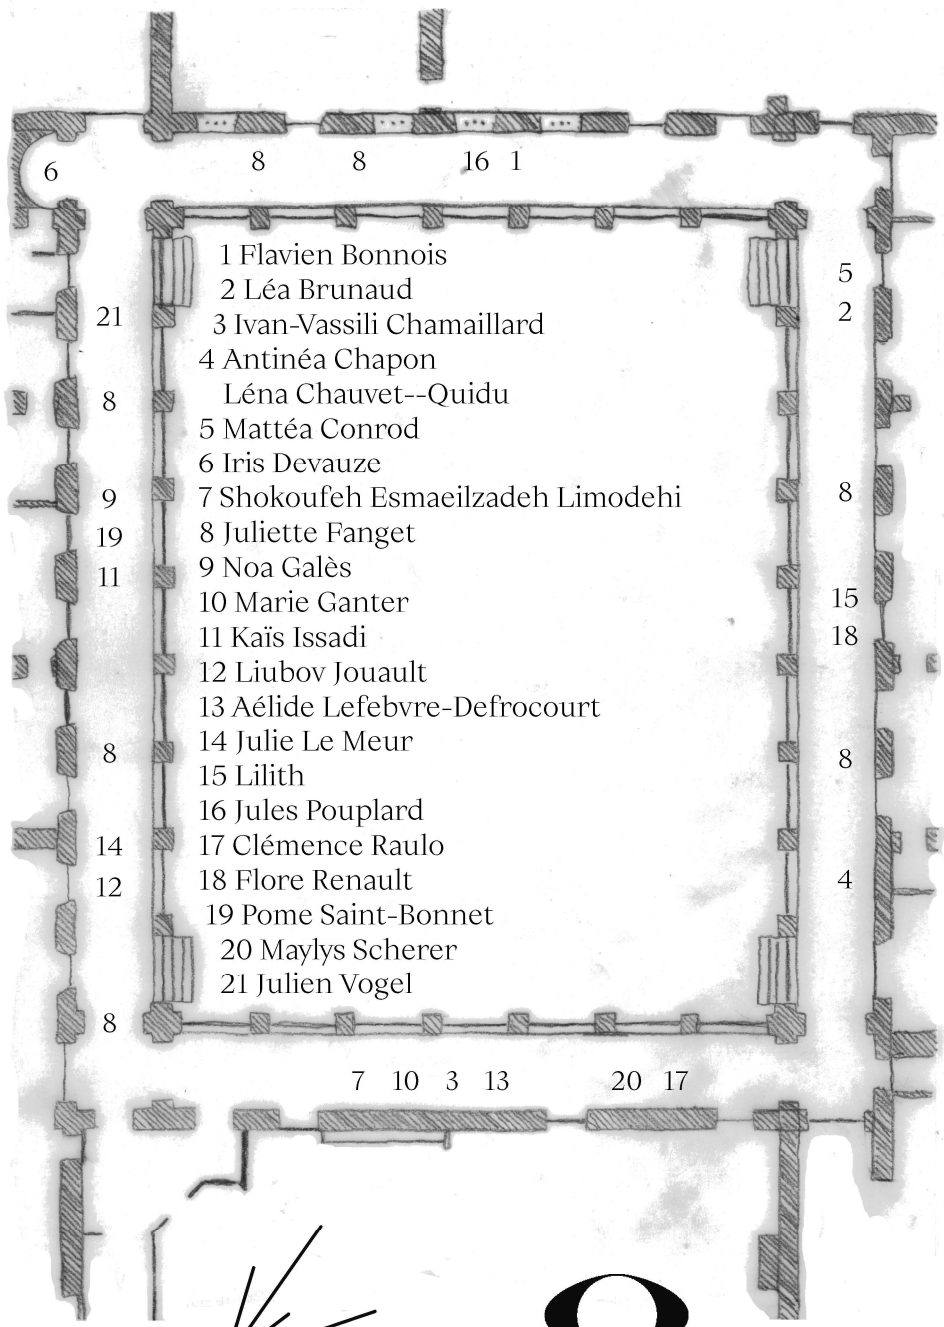 8 8 16 1
6
1 Flavien Bonnois
2 Léa Brunaud
5
3 Ivan-Vassili Chamaillard
21
2
4 Antinéa Chapon
Léna Chauvet--Quidu
8
5 Mattéa Conrod
6 Iris Devauze
7 Shokoufeh Esmaeilzadeh Limodehi
9
8
8 Juliette Fanget
19
9 Noa Galès
11
10 Marie Ganter
15
11 Kaïs Issadi
18
12 Liubov Jouault
13 Aélide Lefebvre-Defrocourt
14 Julie Le Meur
8
8
15 Lilith
16 Jules Pouplard
17 Clémence Raulo
14
18 Flore Renault
12
4
19 Pome Saint-Bonnet
20 Maylys Scherer
21 Julien Vogel
8
7 10 3 13 20 17